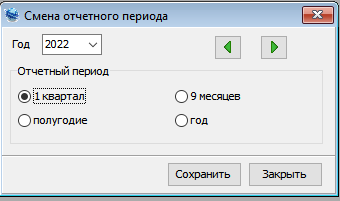 Смена отчетного периода
Год 2022
Отчетный период
1 квартал 9 месяцев
полугодие год
Сохранить Закрыть